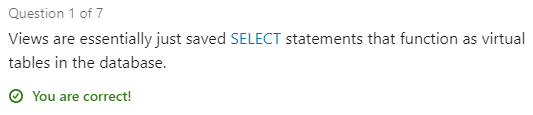 Question 1 of 7
Views are essentially just saved SELECT statements that function as virtual
tables in the database.
You are correct!